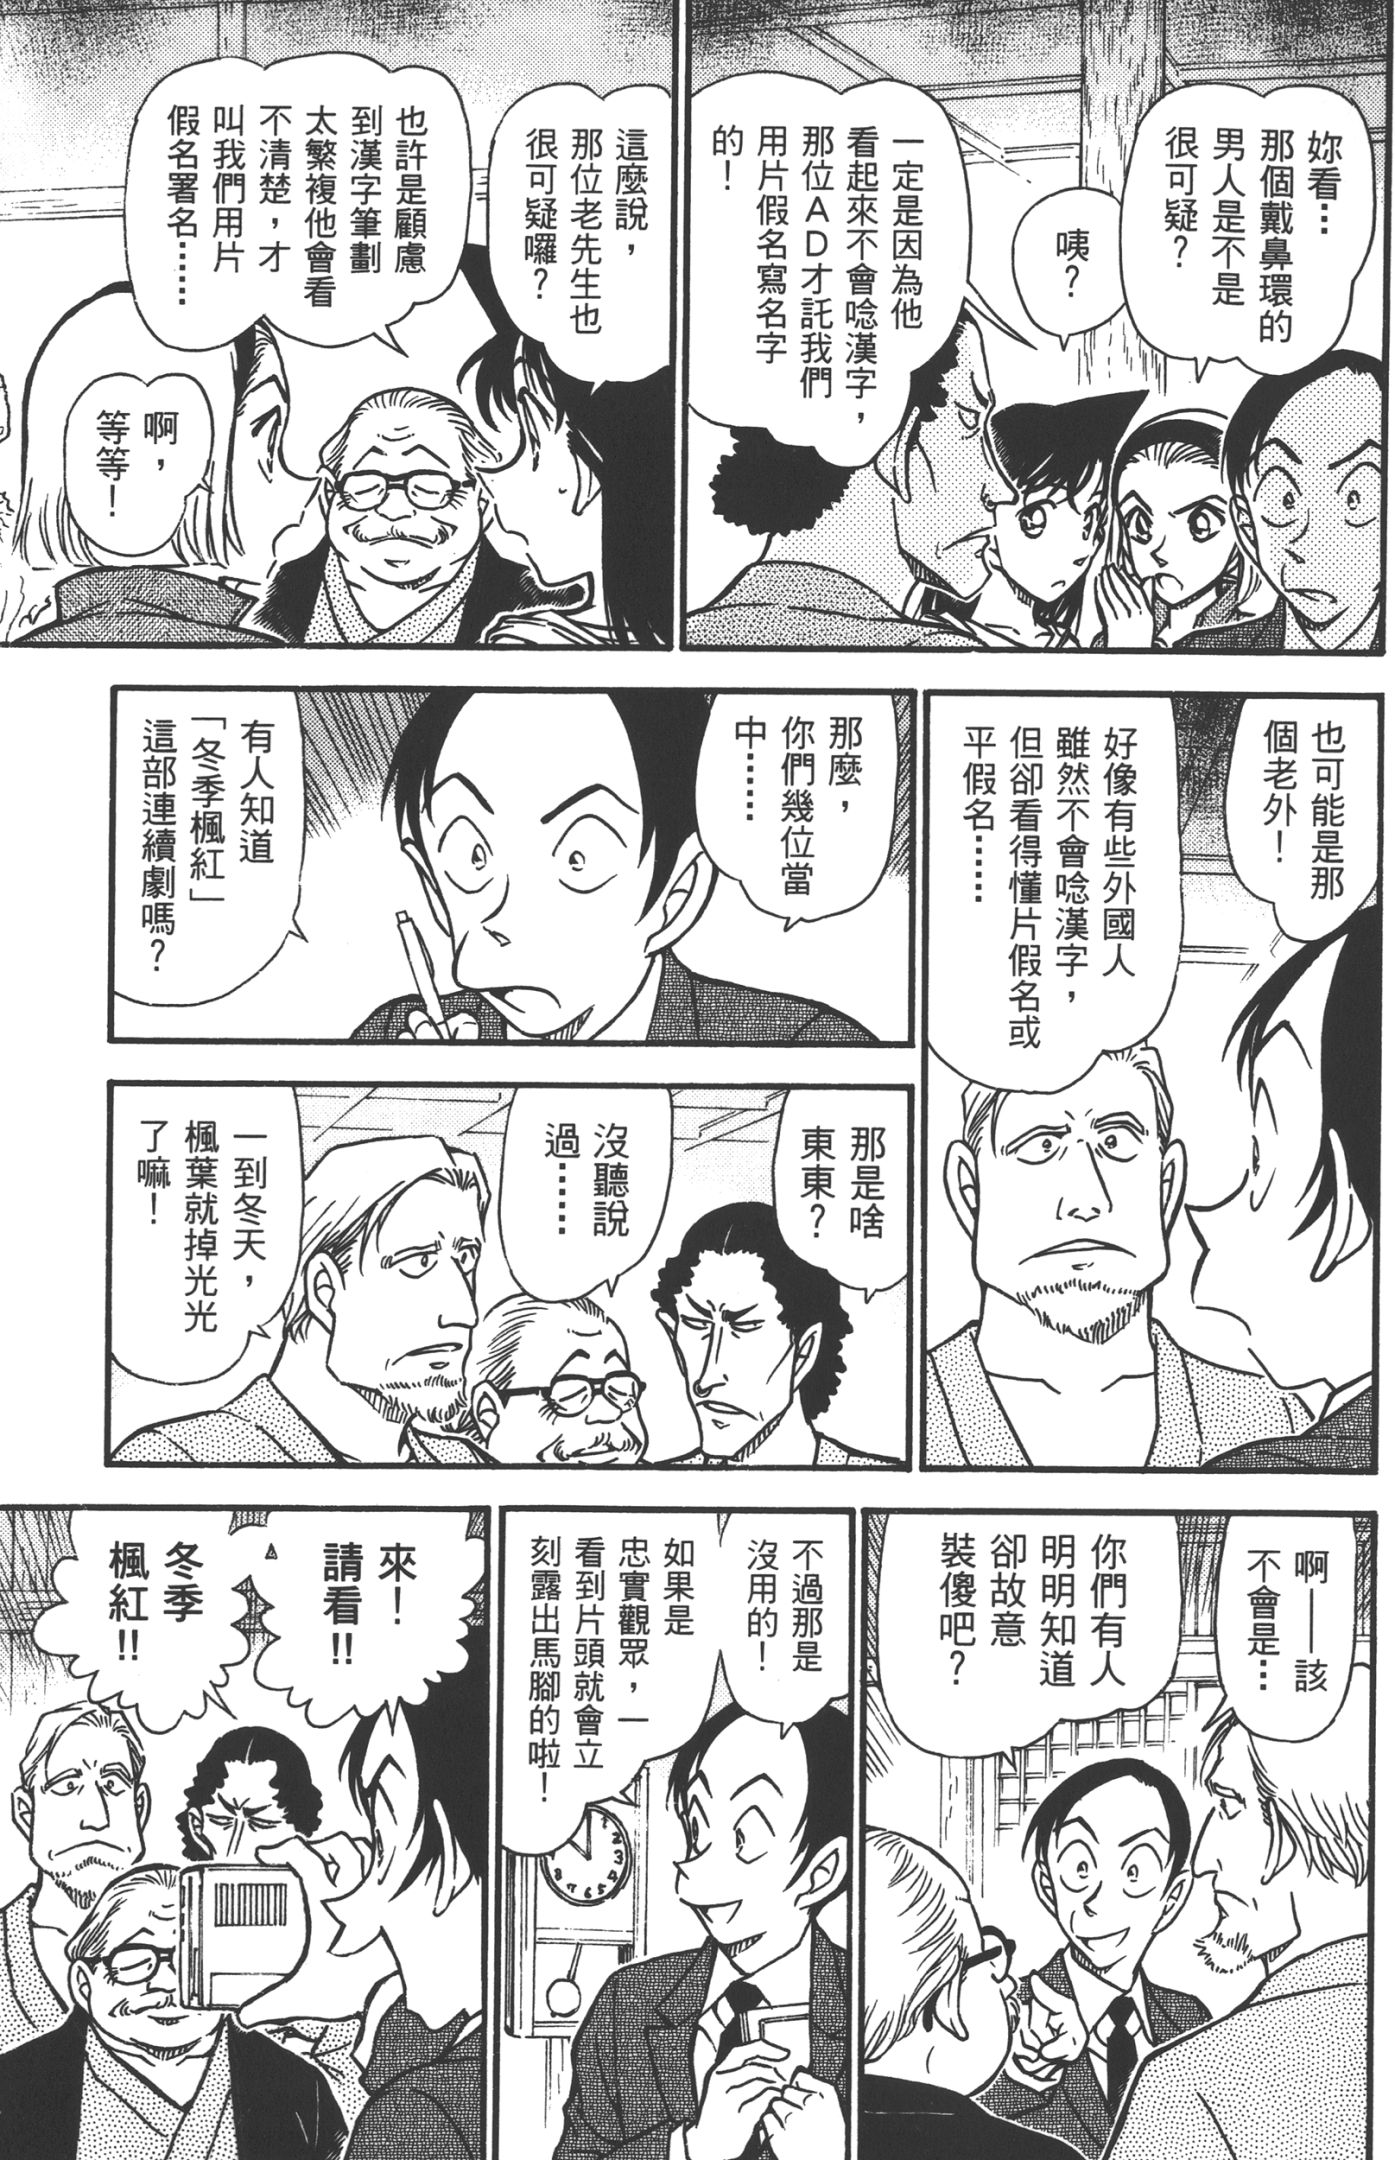 妳看⋯
那個戴鼻環的
男人是不是
很可疑？
咦？
一定是因為他
看起來不會唸漢字，
那位AD才託我們
用片假名寫名字
的！
這麼說，
那位老先生也
很可疑囉？
也許是顧慮
到漢字筆劃
太繁複他會看
不清楚，才
叫我們用片
假名署名⋯⋯
啊，
等等！
也可能是那
個老外！
好像有些外國人
雖然不會唸漢字，
但卻看得懂片假名或
平假名⋯⋯
那麼，
你們幾位當
中⋯⋯
有人知道
「冬季楓紅」
這部連續劇嗎？
那是啥
東東？
沒聽說
過⋯⋯
一到冬天，
楓葉就掉光光
了嘛！
啊──該
不會是⋯
你們有人
明明知道
卻故意
裝傻吧？
不過那是
沒用的！
如果是
忠實觀眾，一
看到片頭就會立
刻露出馬腳的啦！
來！
請看!!
冬季
楓紅!!